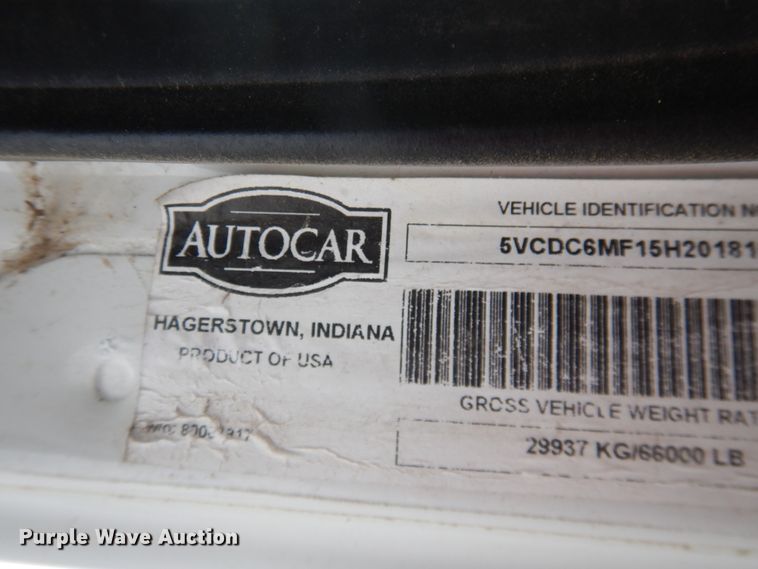 AUTOCAR
HAGERSTOWN, INDIANA
PRODUCT OF USA
VEHICLE IDENTIFICATION
5VCDC6MF15H20181
GROSS VEHICLE WEIGHT
29937 KG/66000 LB
Purple Wave Auction